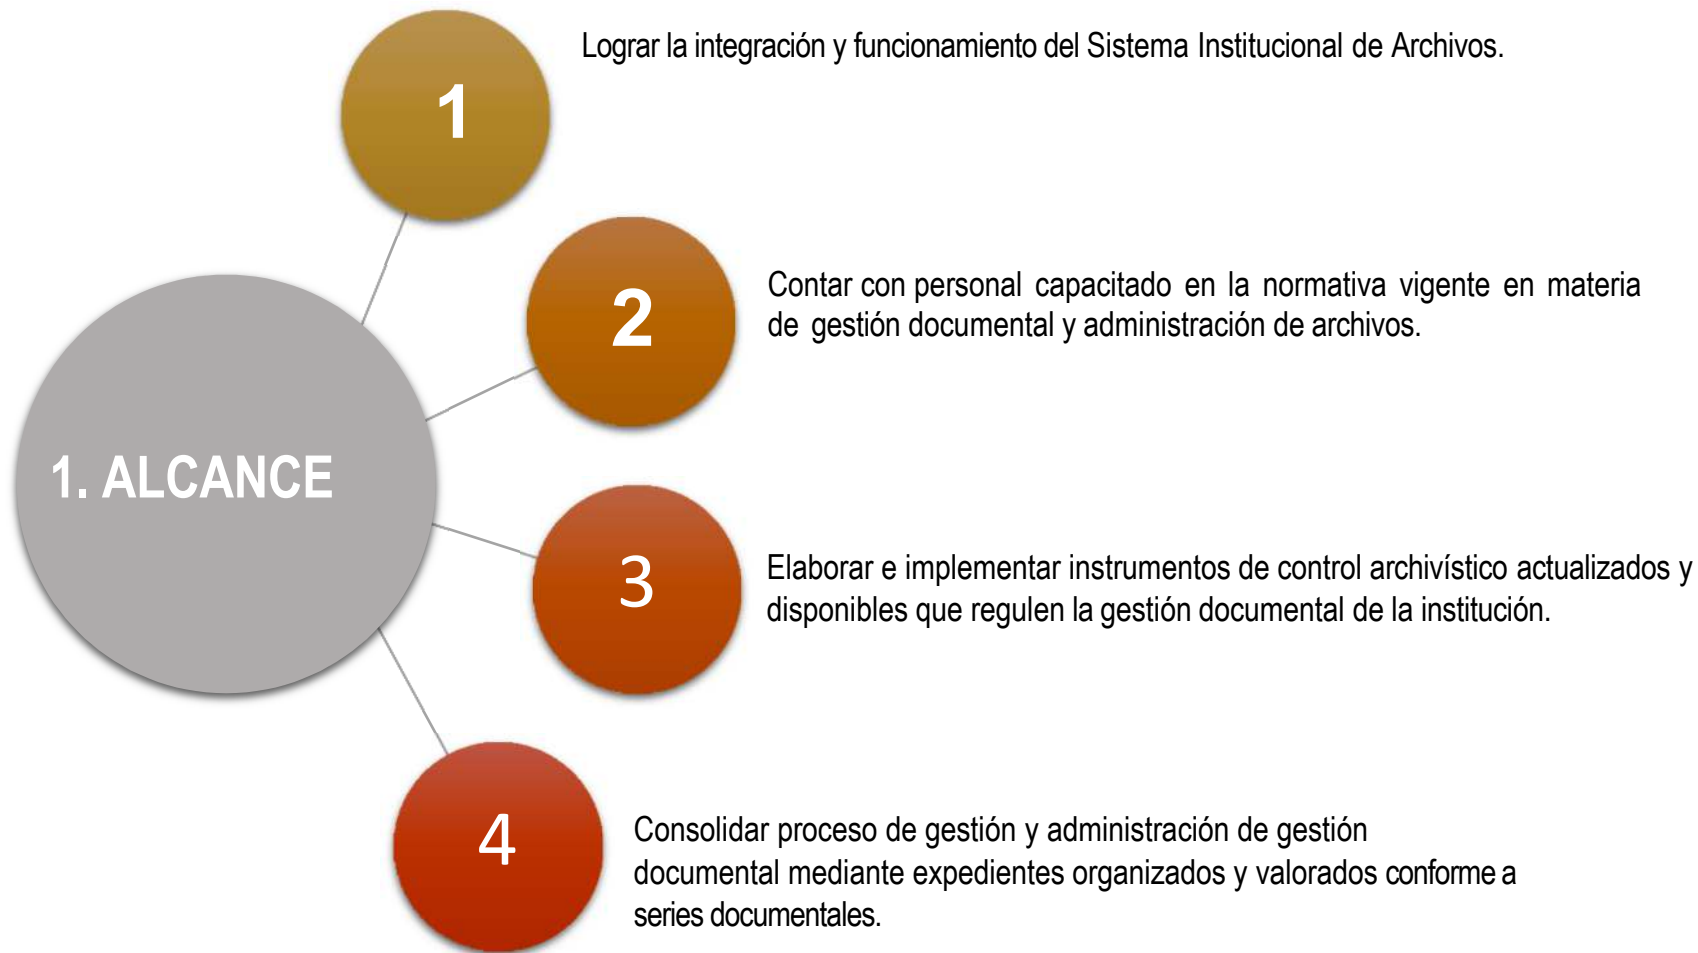 1. ALCANCE
1
Lograr la integración y funcionamiento del Sistema Institucional de Archivos.
2
Contar con personal capacitado en la normativa vigente en materia
de gestión documental y administración de archivos.
3
Elaborar e implementar instrumentos de control archivístico actualizados y
disponibles que regulen la gestión documental de la institución.
4
Consolidar proceso de gestión y administración de gestión
documental mediante expedientes organizados y valorados conforme a
series documentales.